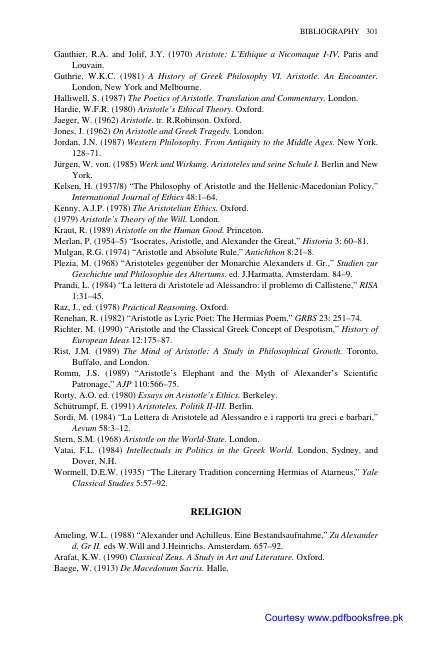 BIBLIOGRAPHY 301
Gauthier, R.A. and Jolif, J.Y. (1970) Aristote: L'Ethique a Nicomaque I-IV. Paris and
Louvain.
Guthrie, W.K.C. (1981) A History of Greek Philosophy VI. Aristotle. An Encounter.
London, New York and Melbourne.
Halliwell, S. (1987) The Poetics of Aristotle. Translation and Commentary. London.
Hardie, W.F.R. (1980) Aristotle's Ethical Theory. Oxford.
Jaeger, W. (1962) Aristotle. tr. R.Robinson. Oxford.
Jones, J. (1962) On Aristotle and Greek Tragedy. London.
Jordan, J.N. (1987) Western Philosophy. From Antiquity to the Middle Ages. New York.
128–71.
Jürgen, W. von. (1985) Werk und Wirkung. Aristoteles und seine Schule I. Berlin and New
York.
Kelsen, H. (1937/8) “The Philosophy of Aristotle and the Hellenic-Macedonian Policy,”
International Journal of Ethics 48:1–64.
Kenny, A.J.P. (1978) The Aristotelian Ethics. Oxford.
(1979) Aristotle's Theory of the Will. London.
Kraut, R. (1989) Aristotle on the Human Good. Princeton.
Merlan, P. (1954–5) “Isocrates, Aristotle, and Alexander the Great,” Historia 3: 60–81.
Mulgan, R.G. (1974) “Aristotle and Absolute Rule,” Antichthon 8:21–8.
Plezia, M. (1968) “Aristoteles gegenüber der Monarchie Alexanders d. Gr.,” Studien zur
Geschichte und Philosophie des Altertums. ed. J.Harmatta. Amsterdam. 84–9.
Prandi, L. (1984) “La lettera di Aristotele ad Alessandro: il problemo di Callistene,” RISA
1:31–45.
Raz, J., ed. (1978) Practical Reasoning. Oxford.
Renehan, R. (1982) “Aristotle as Lyric Poet: The Hermias Poem,” GRBS 23: 251–74.
Richter, M. (1990) “Aristotle and the Classical Greek Concept of Despotism,” History of
European Ideas 12:175–87.
Rist, J.M. (1989) The Mind of Aristotle: A Study in Philosophical Growth. Toronto,
Buffalo, and London.
Romm, J.S. (1989) “Aristotle's Elephant and the Myth of Alexander's Scientific
Patronage,” AJP 110:566–75.
Rorty, A.O. ed. (1980) Essays on Aristotle's Ethics. Berkeley.
Schütrumpf, E. (1991) Aristoteles. Politik II-III. Berlin.
Sordi, M. (1984) “La Lettera di Aristotele ad Alessandro e i rapporti tra greci e barbari,”
Aevum 58:3–12.
Stern, S.M. (1968) Aristotle on the World-State. London.
Vatai, F.L. (1984) Intellectuals in Politics in the Greek World. London, Sydney, and
Dover, N.H.
Wormell, D.E.W. (1935) “The Literary Tradition concerning Hermias of Atarneus,” Yale
Classical Studies 5:57–92.
RELIGION
Ameling, W.L. (1988) “Alexander und Achilleus. Eine Bestandsaufnahme,” Zu Alexander
d. Gr II. eds W.Will and J.Heinrichs. Amsterdam. 657–92.
Arafat, K.W. (1990) Classical Zeus. A Study in Art and Literature. Oxford.
Baege, W. (1913) De Macedonum Sacris. Halle.
Courtesy www.pdfbooksfree.pk